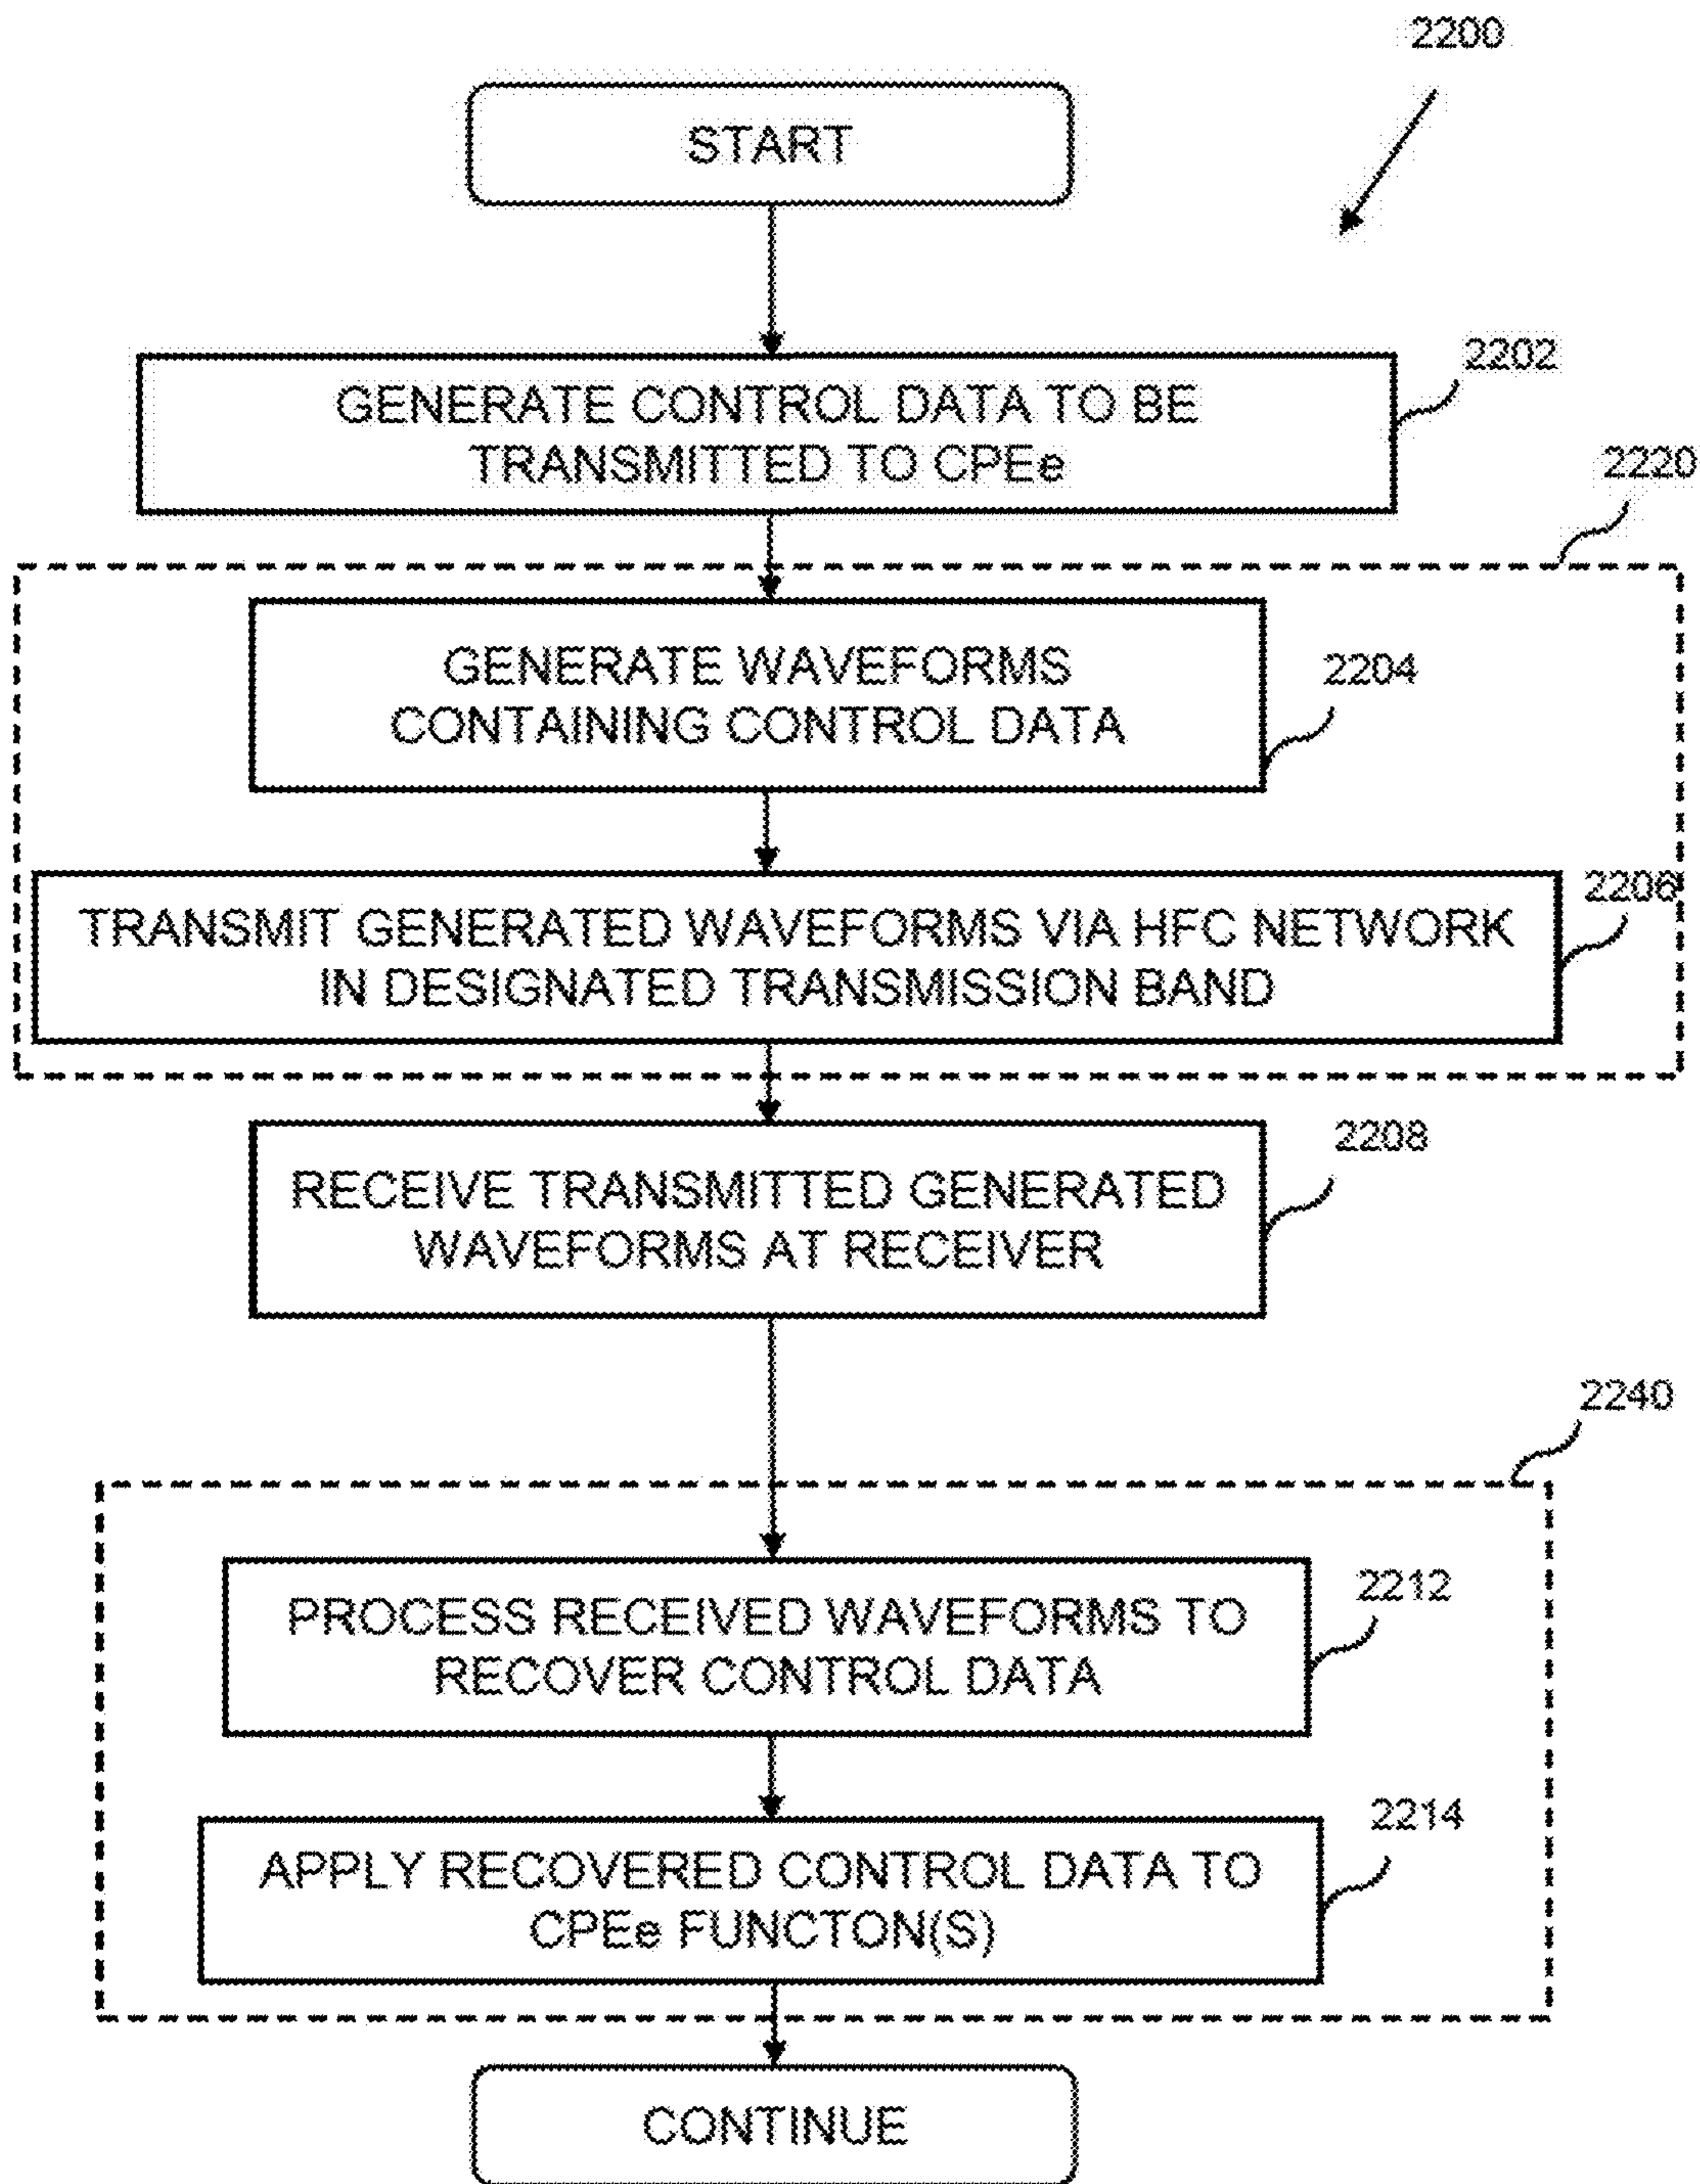 2200
START
2202
GENERATE CONTROL DATA TO BE
TRANSMITTED TO CPEe
2220
GENERATE WAVEFORMS
CONTAINING CONTROL DATA
2204
2206
TRANSMIT GENERATED WAVEFORMS VIA HFC NETWORK
IN DESIGNATED TRANSMISSION BAND
2208
RECEIVE TRANSMITTED GENERATED
WAVEFORMS AT RECEIVER
2240
2212
PROCESS RECEIVED WAVEFORMS TO
RECOVER CONTROL DATA
2214
APPLY RECOVERED CONTROL DATA TO
CPEe FUNCTON(S)
CONTINUE